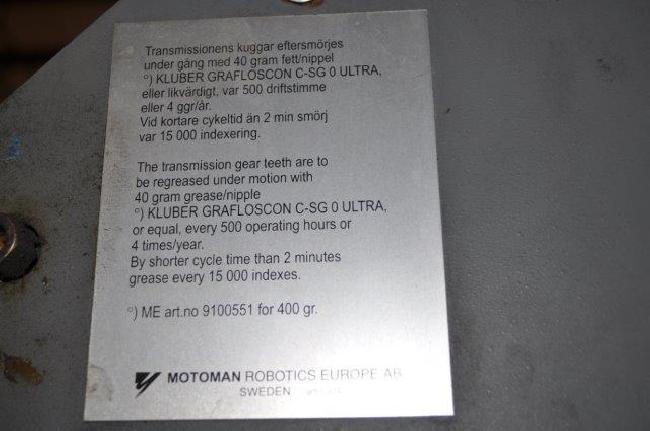 Transmissionens kuggar eftersmörjes
under gång med 40 gram fett/nippel
°) KLUBER GRAFLOSCON C-SG 0 ULTRA,
eller likvärdigt, var 500 driftstimme
eller 4 ggr/år.
Vid kortare cykeltid än 2 min smörj
var 15 000 indexering.
The transmission gear teeth are to
be regreased under motion with
40 gram grease/nipple
°) KLUBER GRAFLOSCON C-SG 0 ULTRA,
or equal, every 500 operating hours or
4 times/year.
By shorter cycle time than 2 minutes
grease every 15 000 indexes.
°) ME art.no 9100551 for 400 gr.
MOTOMAN ROBOTICS EUROPE AB
SWEDEN